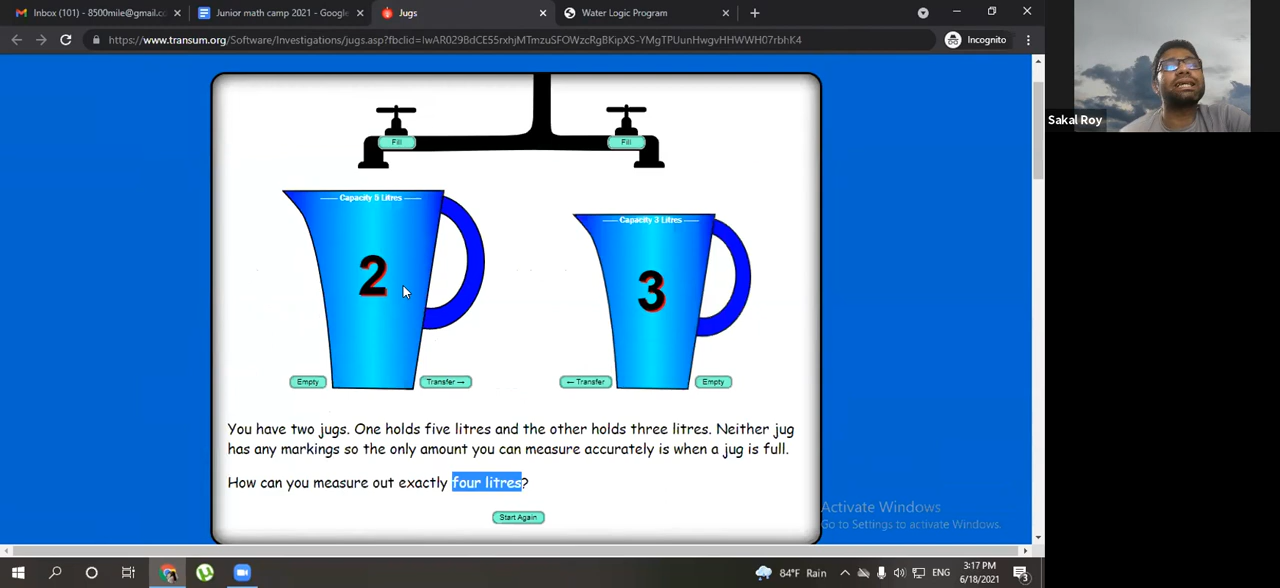 Inbox (101) - 8500mile@gmail.c
Junior math camp 2021 - Google
Jugs
Water Logic Program
https://www.transum.org/Software/Investigations/jugs.asp?fbclid=IwAR029BdCE55rxhjMTmzuSFOWzcRgBKipXS-YMgTPUunHwgvHHWWH07rbhK4
Incognito
Sakal Roy
Fill
Fill
Capacity 5 Litres
Capacity 3 Litres
2
3
Empty
Transfer →
← Transfer
Empty
You have two jugs. One holds five litres and the other holds three litres. Neither jug
has any markings so the only amount you can measure accurately is when a jug is full.
How can you measure out exactly four litres?
Start Again
Activate Windows
Go to Settings to activate Windows.
84°F Rain
ENG
3:17 PM
6/18/2021
3